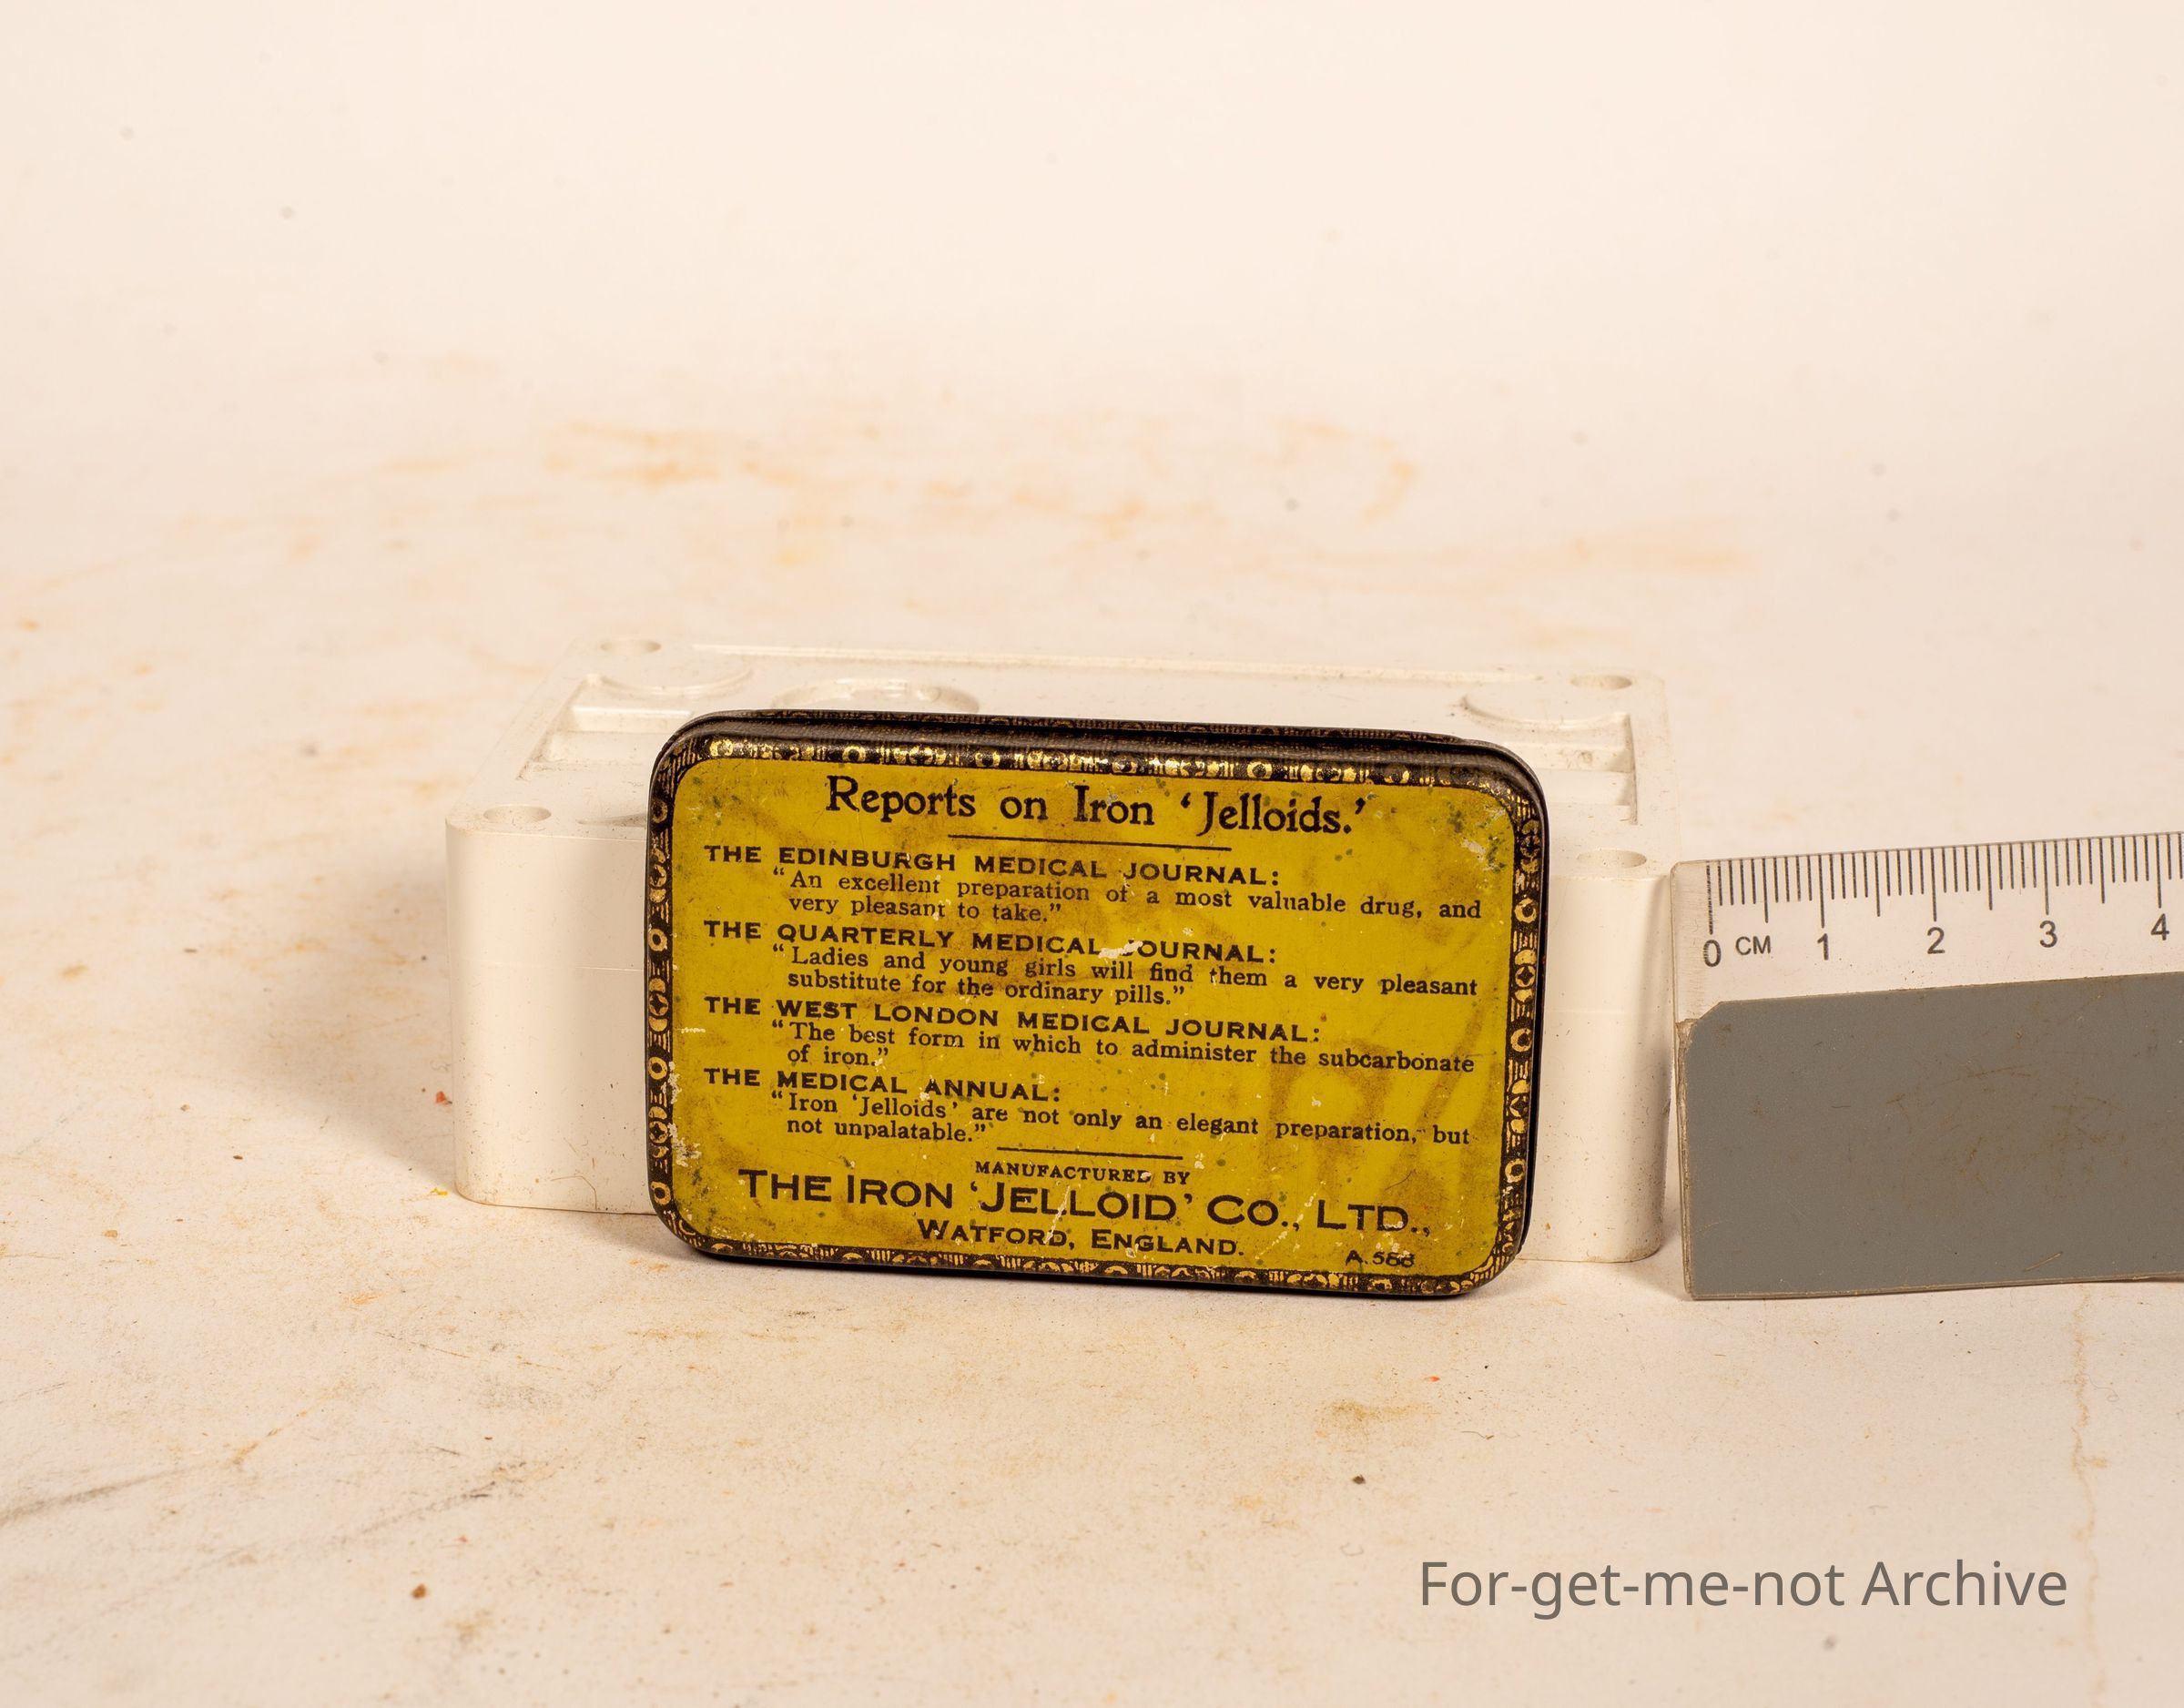 Reports on Iron ‘Jelloids.’
THE EDINBURGH MEDICAL JOURNAL:
“An excellent preparation of a most valuable drug, and
very pleasant to take.”
THE QUARTERLY MEDICAL JOURNAL:
“Ladies and young girls will find them a very pleasant
substitute for the ordinary pills.”
THE WEST LONDON MEDICAL JOURNAL:
“The best form in which to administer the subcarbonate
of iron.”
THE MEDICAL ANNUAL:
“Iron ‘Jelloids’ are not only an elegant preparation, but
not unpalatable.”
MANUFACTURED BY
THE IRON ‘JELLOID’ CO., LTD.,
WATFORD, ENGLAND.
A.588
0 CM 1 2 3 4
For-get-me-not Archive